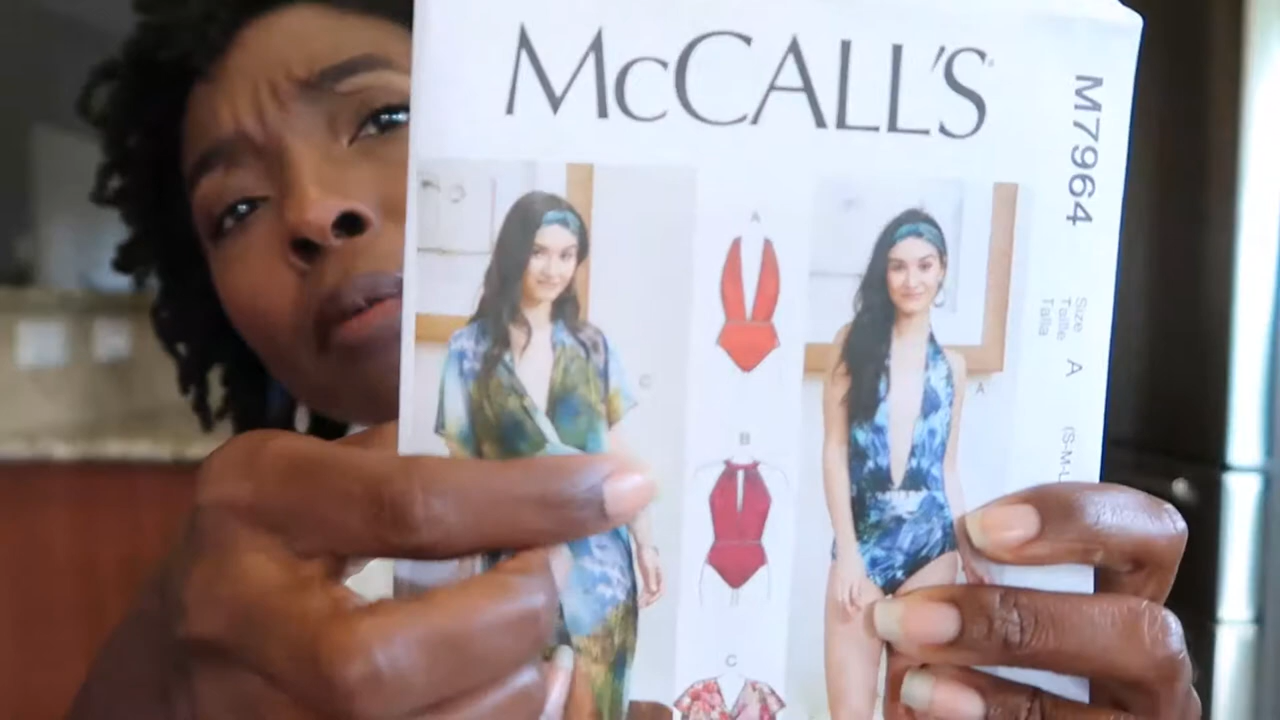 McCALL'S
M7964
Size A (S-M-L
Taille
Talla
A
C
A
B
C